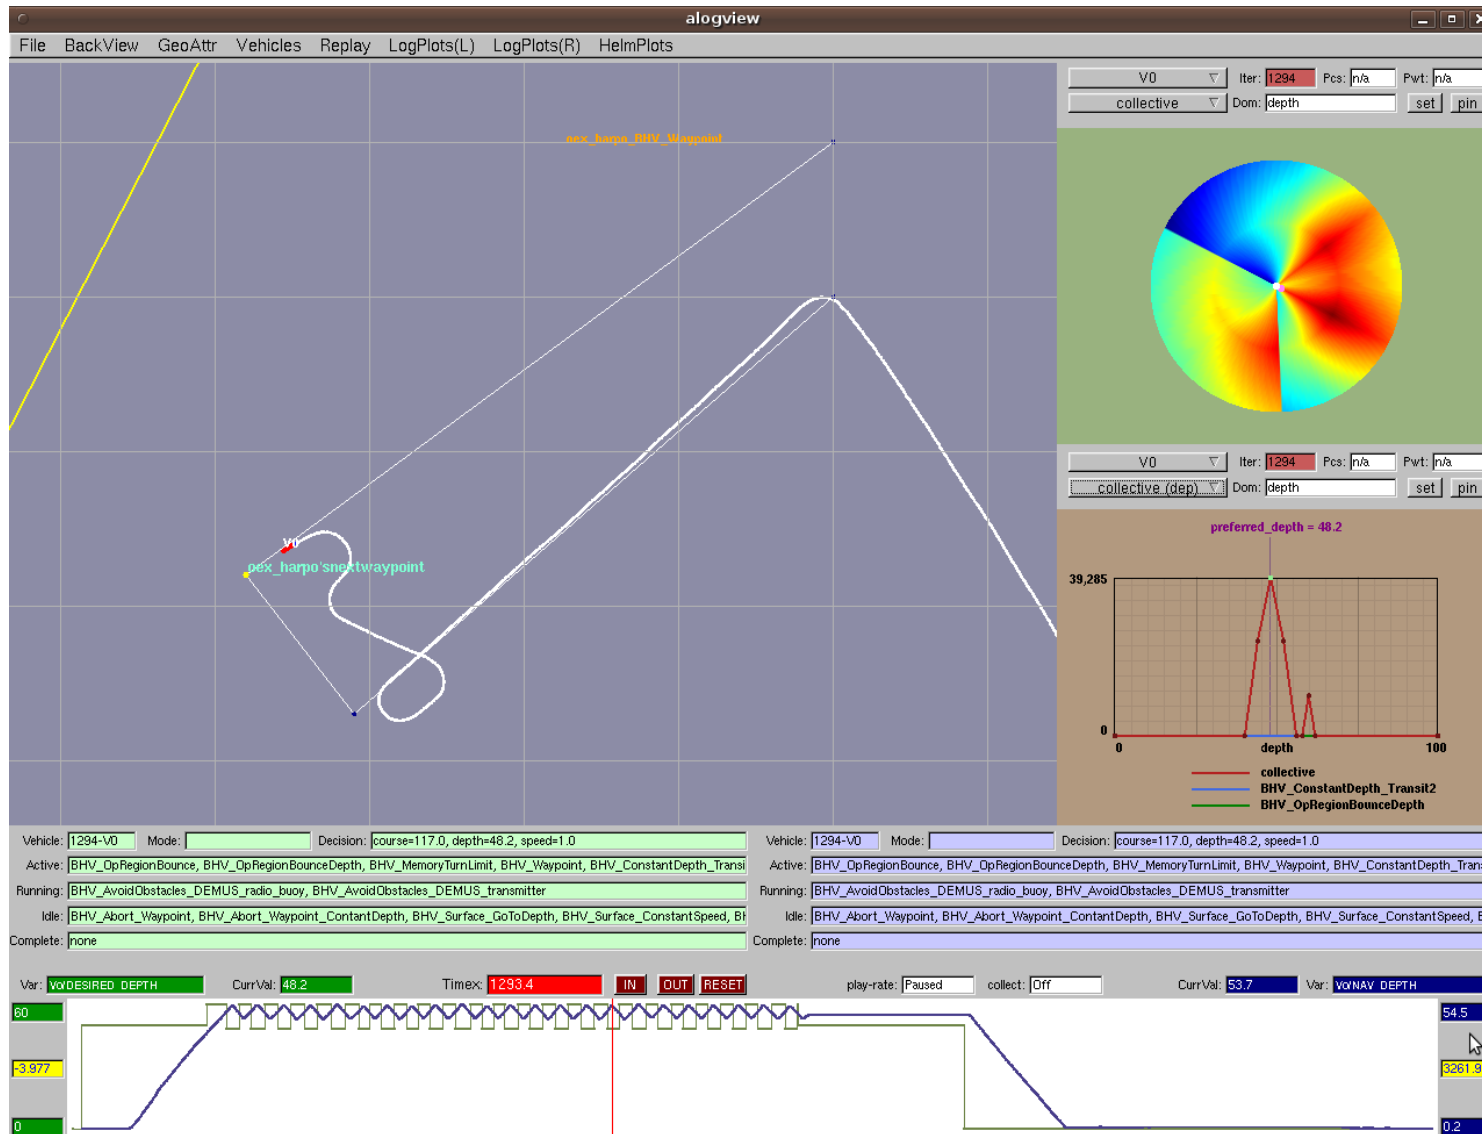 alogview
File BackView GeoAttr Vehicles Replay LogPlots(L) LogPlots(R) HelmPlots
V0 Iter: 1294 Pcs: n/a Pwt: n/a
collective Dom: depth set pin
oex_harpo_BHV_Waypoint
V0 Iter: 1294 Pcs: n/a Pwt: n/a
collective (dep) Dom: depth set pin
preferred_depth = 48.2
V0
oex_harpo'snextwaypoint
39,285
0
0 depth 100
collective
BHV_ConstantDepth_Transit2
BHV_OpRegionBounceDepth
Vehicle: 1294-V0 Mode: Decision: course=117.0, depth=48.2, speed=1.0
Active: BHV_OpRegionBounce, BHV_OpRegionBounceDepth, BHV_MemoryTurnLimit, BHV_Waypoint, BHV_ConstantDepth_Transi
Running: BHV_AvoidObstacles_DEMUS_radio_buoy, BHV_AvoidObstacles_DEMUS_transmitter
Idle: BHV_Abort_Waypoint, BHV_Abort_Waypoint_ContantDepth, BHV_Surface_GoToDepth, BHV_Surface_ConstantSpeed, BH
Complete: none
Vehicle: 1294-V0 Mode: Decision: course=117.0, depth=48.2, speed=1.0
Active: BHV_OpRegionBounce, BHV_OpRegionBounceDepth, BHV_MemoryTurnLimit, BHV_Waypoint, BHV_ConstantDepth_Trans
Running: BHV_AvoidObstacles_DEMUS_radio_buoy, BHV_AvoidObstacles_DEMUS_transmitter
Idle: BHV_Abort_Waypoint, BHV_Abort_Waypoint_ContantDepth, BHV_Surface_GoToDepth, BHV_Surface_ConstantSpeed, B
Complete: none
Var: V0/DESIRED_DEPTH CurrVal: 48.2 Timex: 1293.4 IN OUT RESET play-rate: Paused collect: Off CurrVal: 53.7 Var: V0/NAV_DEPTH
60 54.5
-3.977 3261.9
0 0.2